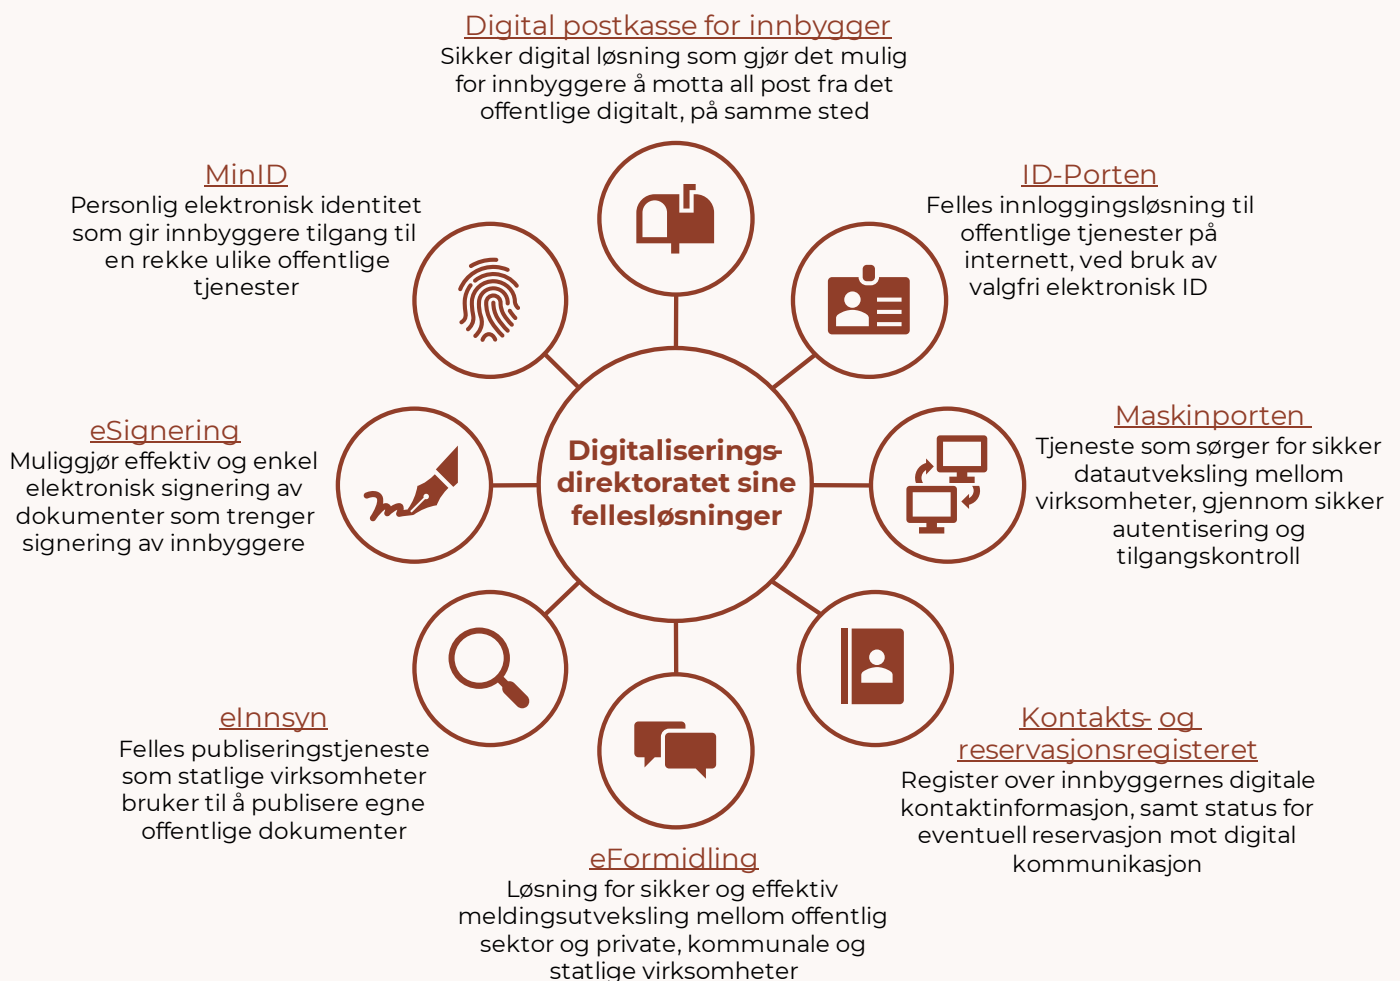 Digital postkasse for innbygger
Sikker digital løsning som gjør det mulig
for innbyggere å motta all post fra det
offentlige digitalt, på samme sted
MinID
Personlig elektronisk identitet
som gir innbyggere tilgang til
en rekke ulike offentlige
tjenester
ID-Porten
Felles innloggingsløsning til
offentlige tjenester på
internett, ved bruk av
valgfri elektronisk ID
eSignering
Muliggjør effektiv og enkel
elektronisk signering av
dokumenter som trenger
signering av innbyggere
Digitaliserings-
direktoratet sine
fellesløsninger
Maskinporten
Tjeneste som sørger for sikker
datautveksling mellom
virksomheter, gjennom sikker
autentisering og
tilgangskontroll
eInnsyn
Felles publiseringstjeneste
som statlige virksomheter
bruker til å publisere egne
offentlige dokumenter
Kontakts- og
reservasjonsregisteret
Register over innbyggernes digitale
kontaktinformasjon, samt status for
eventuell reservasjon mot digital
kommunikasjon
eFormidling
Løsning for sikker og effektiv
meldingsutveksling mellom offentlig
sektor og private, kommunale og
statlige virksomheter